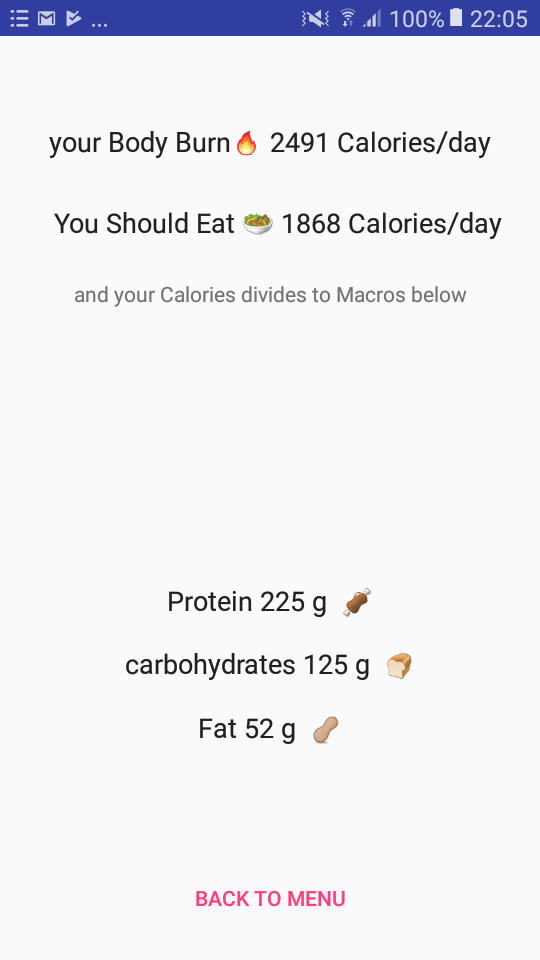 ... 100% 22:05
your Body Burn🔥 2491 Calories/day
You Should Eat 🥗 1868 Calories/day
and your Calories divides to Macros below
Protein 225 g 🍖
carbohydrates 125 g 🍞
Fat 52 g 🥜
BACK TO MENU